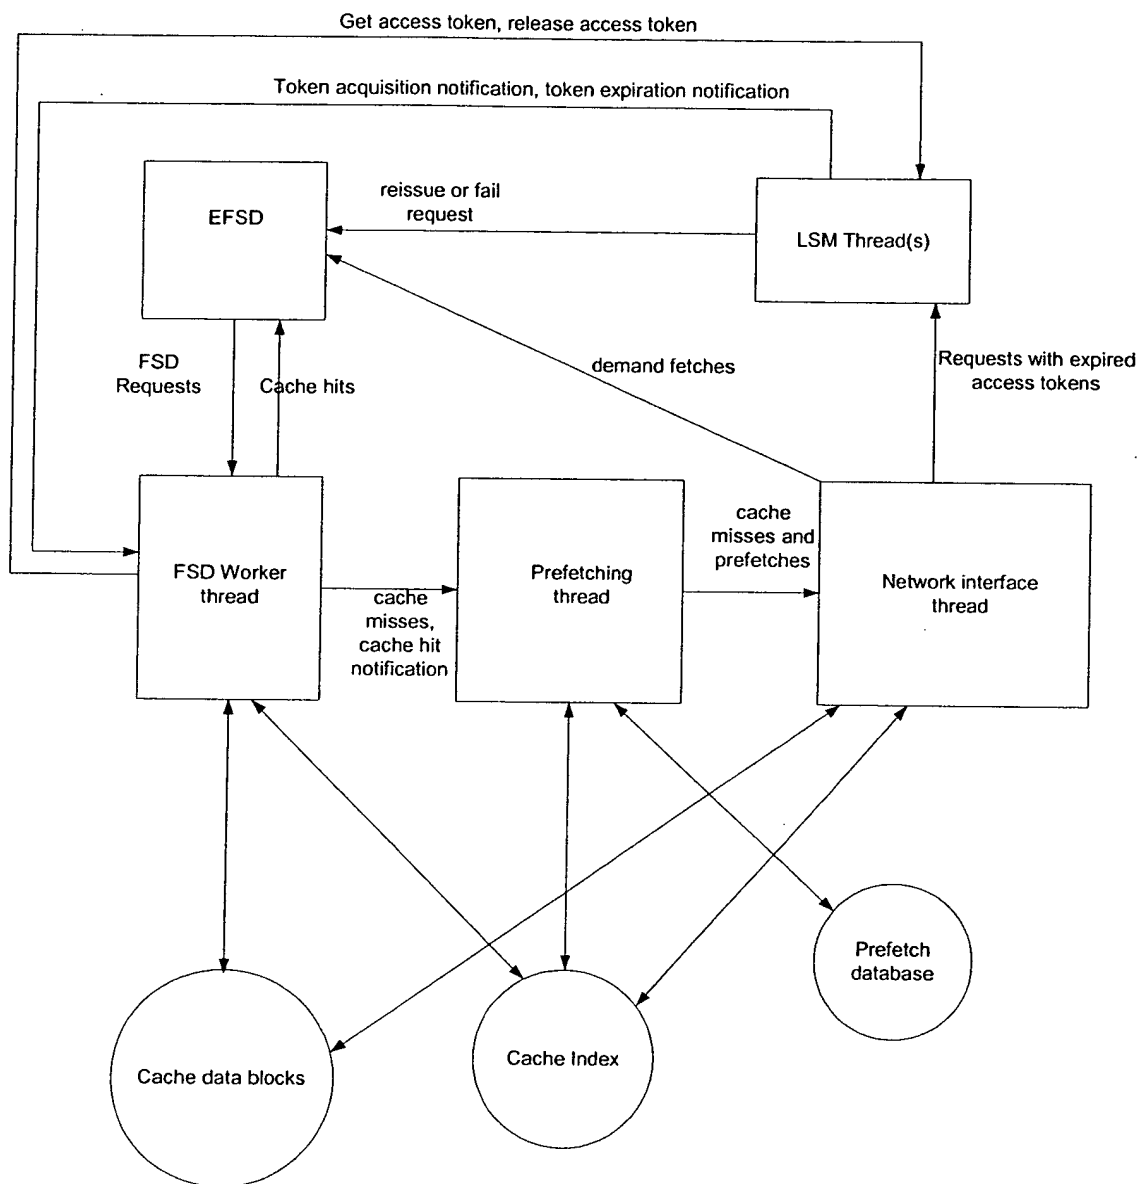 Get access token, release access token
Token acquisition notification, token expiration notification
EFSD
reissue or fail
request
LSM Thread(s)
FSD
Requests
Cache hits
demand fetches
Requests with expired
access tokens
FSD Worker
thread
cache
misses,
cache hit
notification
Prefetching
thread
cache
misses and
prefetches
Network interface
thread
Prefetch
database
Cache data blocks
Cache Index